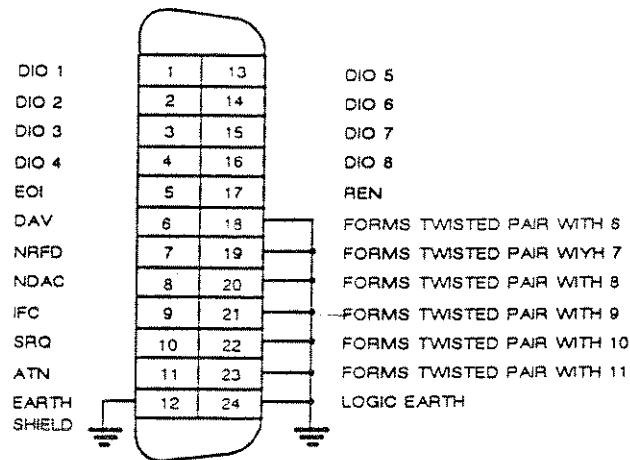 DIO 1 1 13 DIO 5
DIO 2 2 14 DIO 6
DIO 3 3 15 DIO 7
DIO 4 4 16 DIO 8
EOI 5 17 REN
DAV 6 18 FORMS TWISTED PAIR WITH 6
NRFD 7 19 FORMS TWISTED PAIR WIYH 7
NDAC 8 20 FORMS TWISTED PAIR WITH 8
IFC 9 21 FORMS TWISTED PAIR WITH 9
SRQ 10 22 FORMS TWISTED PAIR WITH 10
ATN 11 23 FORMS TWISTED PAIR WITH 11
EARTH 12 24 LOGIC EARTH
SHIELD